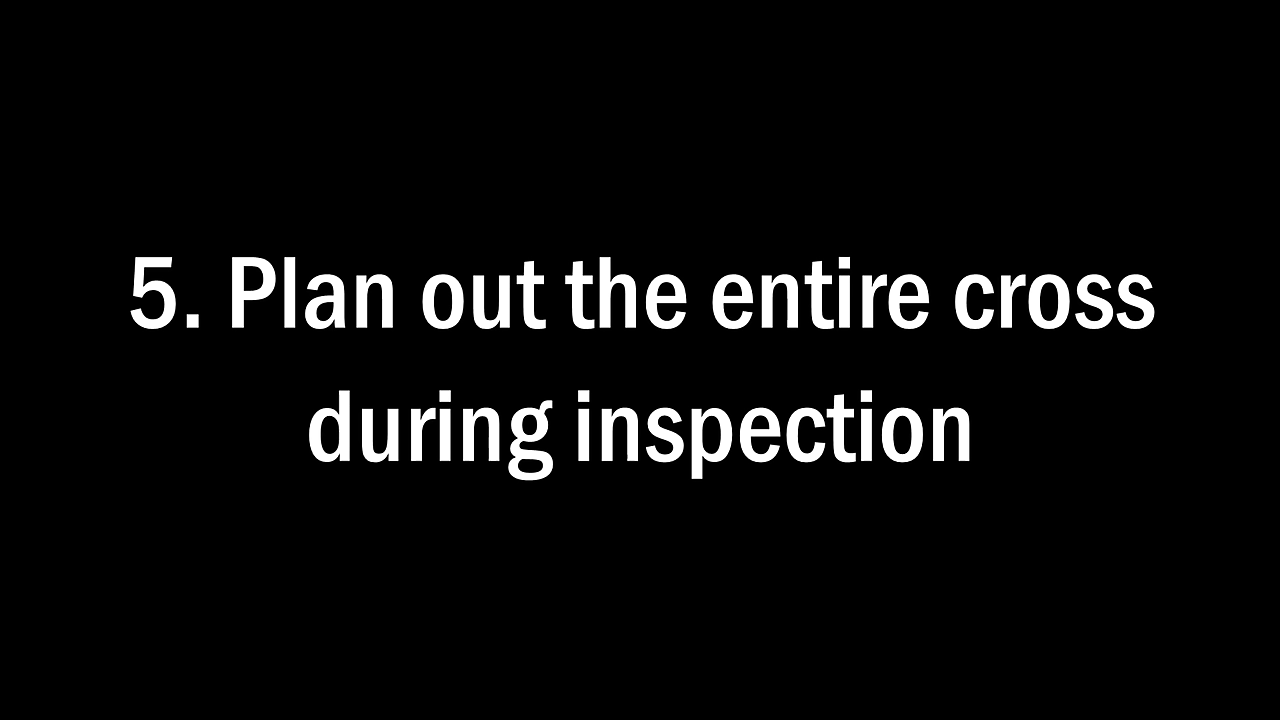 5. Plan out the entire cross
during inspection